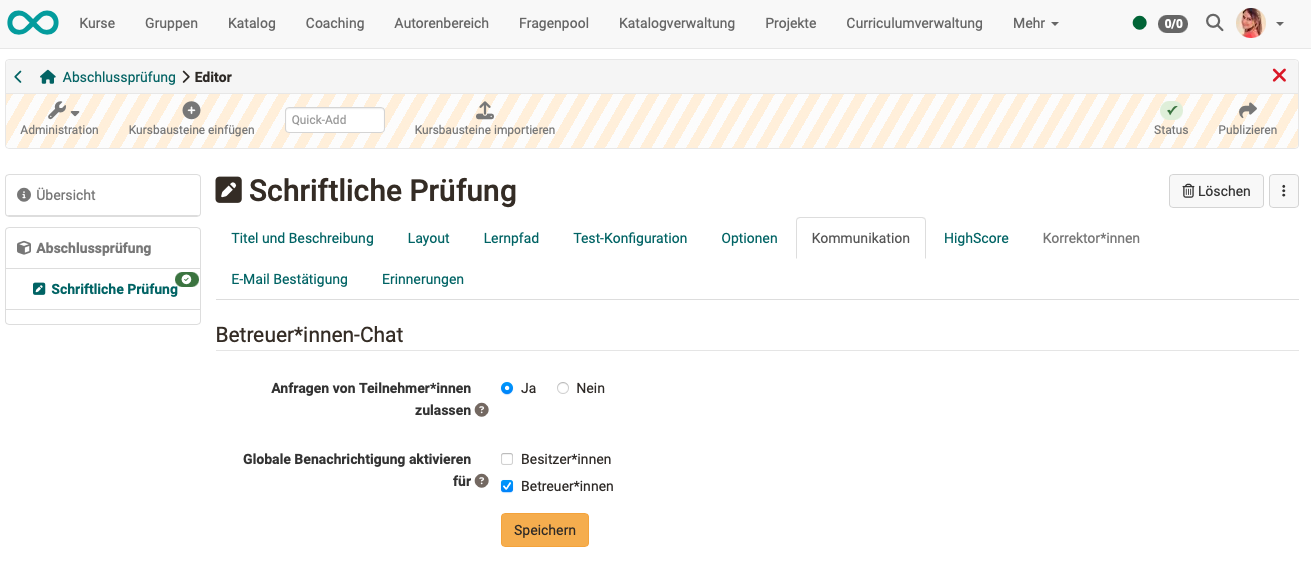 Kurse Gruppen Katalog Coaching Autorenbereich Fragenpool Katalogverwaltung Projekte Curriculumverwaltung Mehr 0/0
Abschlussprüfung Editor
Administration Kursbausteine einfügen Quick-Add Kursbausteine importieren Status Publizieren
Übersicht
Abschlussprüfung
Schriftliche Prüfung
Schriftliche Prüfung Löschen
Titel und Beschreibung Layout Lernpfad Test-Konfiguration Optionen Kommunikation HighScore Korrektor*innen
E-Mail Bestätigung Erinnerungen
Betreuer*innen-Chat
Anfragen von Teilnehmer*innen Ja Nein
zulassen ?
Globale Benachrichtigung aktivieren Besitzer*innen
für ? Betreuer*innen
Speichern